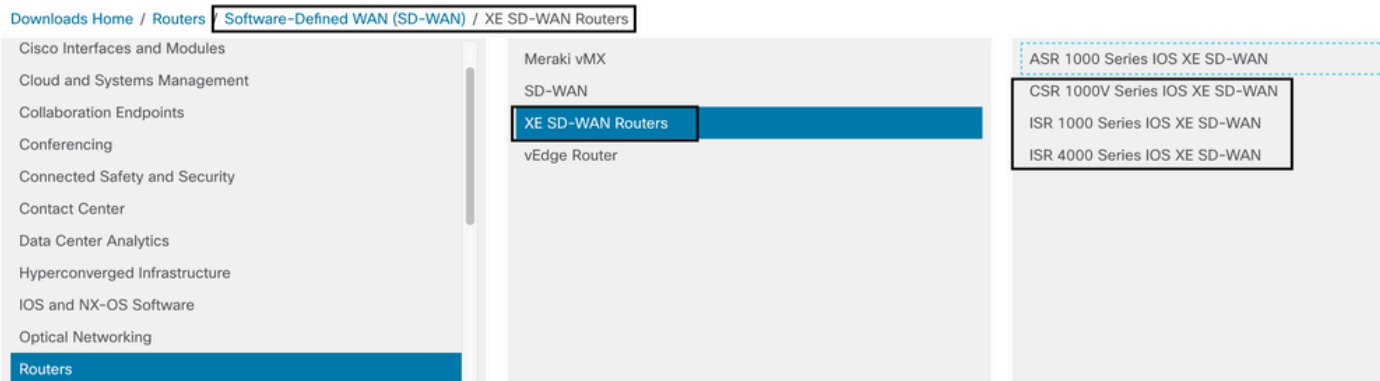 Downloads Home / Routers / Software-Defined WAN (SD-WAN) / XE SD-WAN Routers
Cisco Interfaces and Modules
Cloud and Systems Management
Collaboration Endpoints
Conferencing
Connected Safety and Security
Contact Center
Data Center Analytics
Hyperconverged Infrastructure
IOS and NX-OS Software
Optical Networking
Routers
Meraki vMX
SD-WAN
XE SD-WAN Routers
vEdge Router
ASR 1000 Series IOS XE SD-WAN
CSR 1000V Series IOS XE SD-WAN
ISR 1000 Series IOS XE SD-WAN
ISR 4000 Series IOS XE SD-WAN